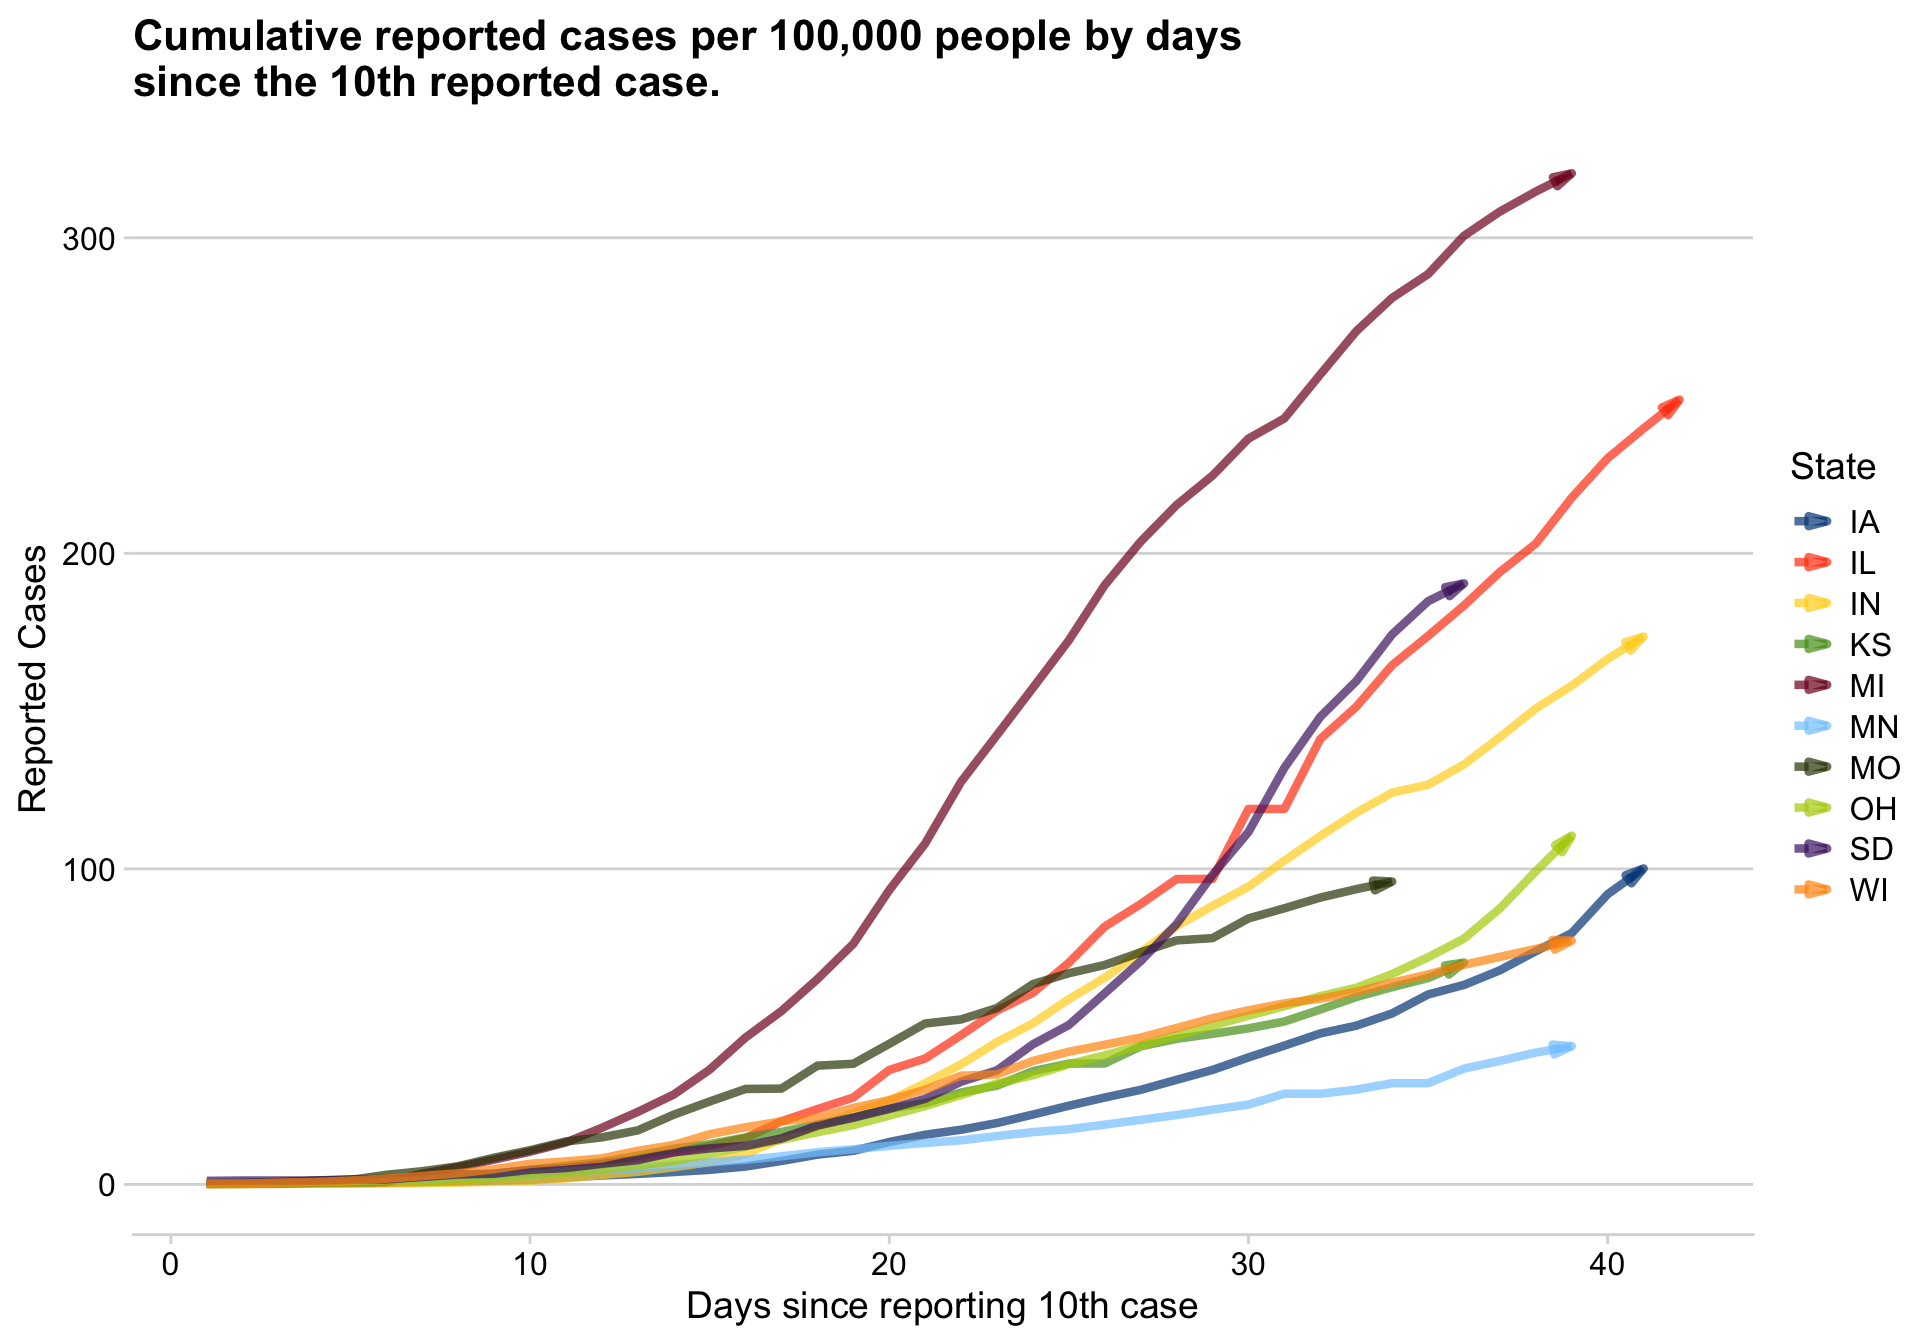 Cumulative reported cases per 100,000 people by days
since the 10th reported case.
Reported Cases
300
200
100
0
0 10 20 30 40
Days since reporting 10th case
State
IA
IL
IN
KS
MI
MN
MO
OH
SD
WI